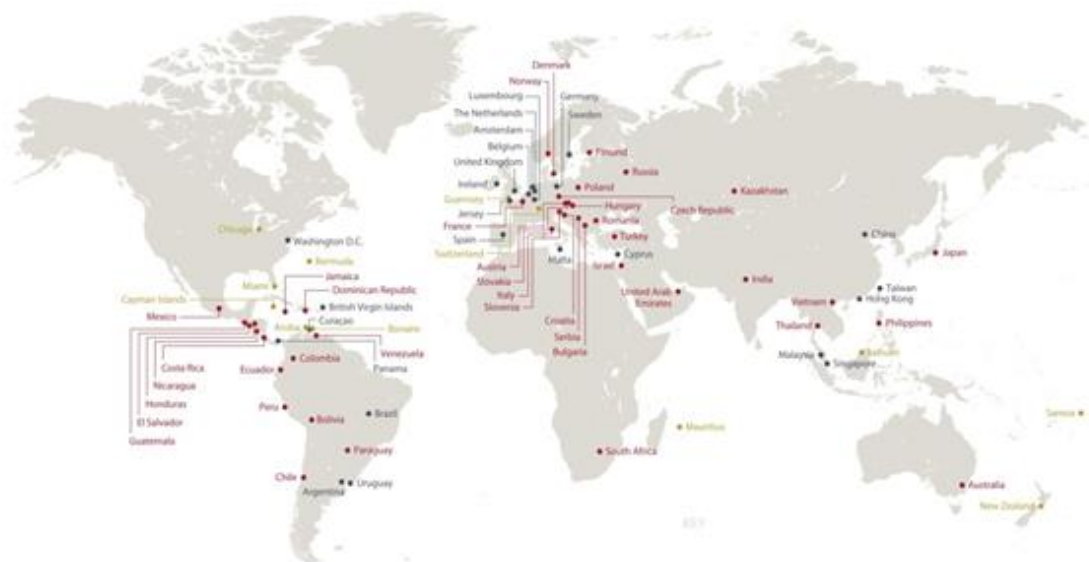 Denmark
Norway
Luxembourg
Germany
The Netherlands
Sweden
Amsterdam
Belgium
United Kingdom
Ireland
Guernsey
Jersey
France
Spain
Switzerland
Austria
Slovakia
Italy
Slovenia
Finland
Russia
Poland
Kazakhstan
Hungary
Czech Republic
Romania
Turkey
Malta
Cyprus
Israel
United Arab
Emirates
Croatia
Serbia
Bulgaria
Chicago
Washington D.C.
Bermuda
Miami
Jamaica
Cayman Islands
Dominican Republic
British Virgin Islands
Mexico
Aruba
Curaçao
Bonaire
Venezuela
Panama
Costa Rica
Nicaragua
Honduras
El Salvador
Guatemala
Colombia
Ecuador
Peru
Bolivia
Brazil
Paraguay
Chile
Argentina
Uruguay
China
Japan
India
Taiwan
Hong Kong
Vietnam
Thailand
Philippines
Malaysia
Labuan
Singapore
Mauritius
Samoa
South Africa
Australia
New Zealand
KEY